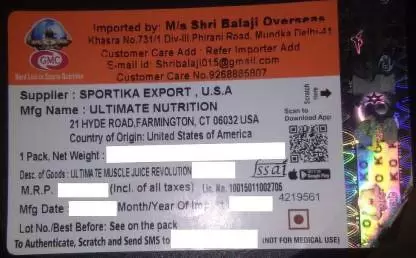 Imported by: M/s Shri Balaji Overseas
Khasra No.731/1 Div-III,Phirani Road, Mundka Delhi-41
Customer Care Add - Refer Importer Add
E-mail id: Shribalaji015@gmail.com
Customer Care No.9268885907
GMC
Supplier : SPORTIKA EXPORT , U.S.A
Mfg Name : ULTIMATE NUTRITION
21 HYDE ROAD,FARMINGTON, CT 06032 USA
Country of Origin: United States of America
Scratch Here
Scan to
Download App
1 Pack. Net Weight :
Desc. of Goods : ULTIMATE MUSCLE JUICE REVOLUTION
fssai
M.R.P. (Incl. of all taxes) Lic. No. 10015011002705
Mfg Date Month/Year Of Im
4219561
Lot No./Best Before: See on the pack
To Authenticate, Scratch and Send SMS to (NOT FOR MEDICAL USE)